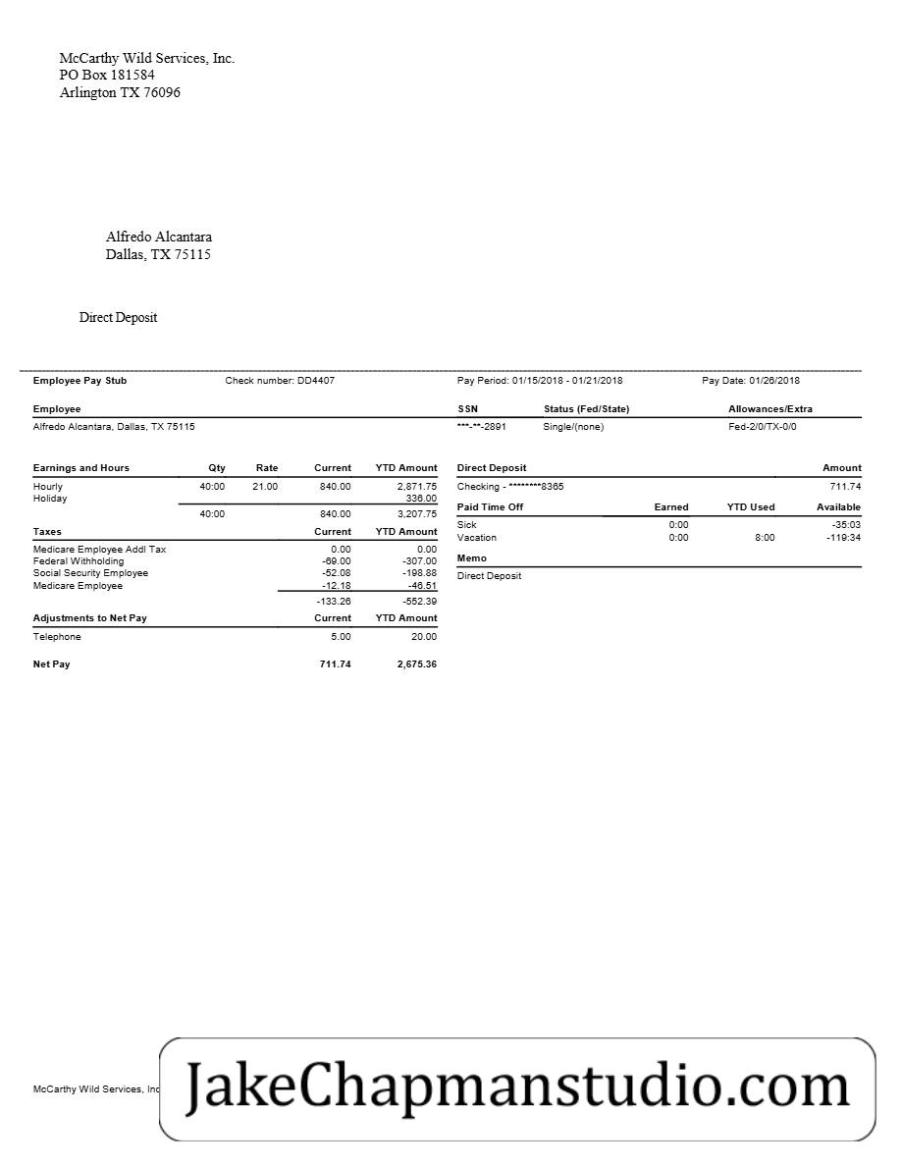 McCarthy Wild Services, Inc.
PO Box 181584
Arlington TX 76096
Alfredo Alcantara
Dallas, TX 75115
Direct Deposit
Employee Pay Stub Check number: DD4407 Pay Period: 01/15/2018 - 01/21/2018 Pay Date: 01/26/2018
Employee SSN Status (Fed/State) Allowances/Extra
Alfredo Alcantara, Dallas, TX 75115 ***-**-2891 Single/(none) Fed-2/0/TX-0/0
Earnings and Hours Qty Rate Current YTD Amount
Hourly 40:00 21.00 840.00 2,871.75
Holiday 336.00
40:00 840.00 3,207.75
Taxes Current YTD Amount
Medicare Employee Addl Tax 0.00 0.00
Federal Withholding -69.00 -307.00
Social Security Employee -52.08 -198.88
Medicare Employee -12.18 -46.51
-133.26 -552.39
Adjustments to Net Pay Current YTD Amount
Telephone 5.00 20.00
Net Pay 711.74 2,675.36
Direct Deposit Amount
Checking - ********8365 711.74
Paid Time Off Earned YTD Used Available
Sick 0:00 -35:03
Vacation 0:00 8:00 -119:34
Memo
Direct Deposit
McCarthy Wild Services, Inc
JakeChapmanstudio.com